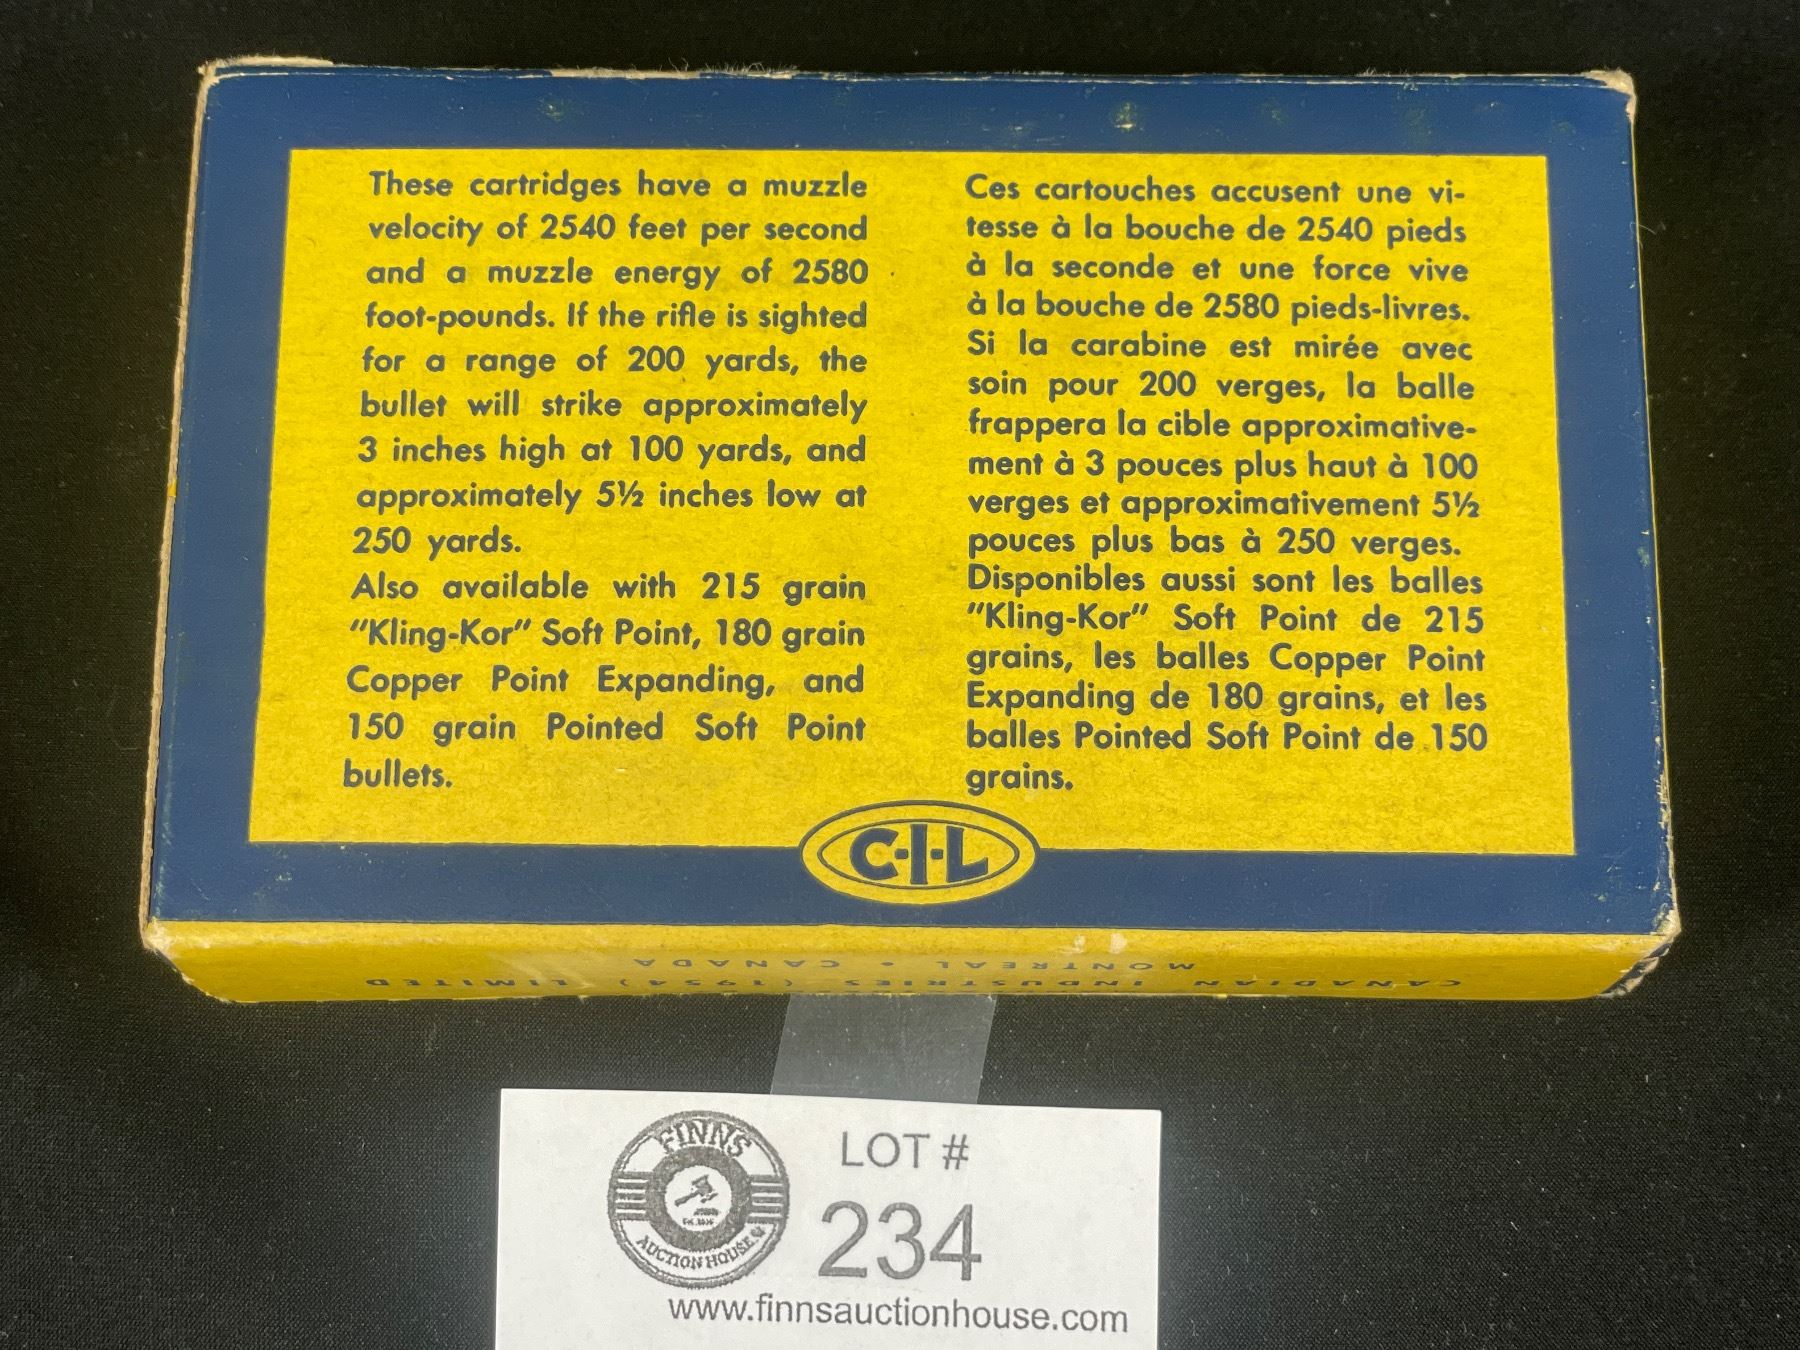 These cartridges have a muzzle
velocity of 2540 feet per second
and a muzzle energy of 2580
foot-pounds. If the rifle is sighted
for a range of 200 yards, the
bullet will strike approximately
3 inches high at 100 yards, and
approximately 5½ inches low at
250 yards.
Also available with 215 grain
"Kling-Kor" Soft Point, 180 grain
Copper Point Expanding, and
150 grain Pointed Soft Point
bullets.
Ces cartouches accusent une vi-
tesse à la bouche de 2540 pieds
à la seconde et une force vive
à la bouche de 2580 pieds-livres.
Si la carabine est mirée avec
soin pour 200 verges, la balle
frappera la cible approximative-
ment à 3 pouces plus haut à 100
verges et approximativement 5½
pouces plus bas à 250 verges.
Disponibles aussi sont les balles
"Kling-Kor" Soft Point de 215
grains, les balles Copper Point
Expanding de 180 grains, et les
balles Pointed Soft Point de 150
grains.
C-I-L
CANADIAN INDUSTRIES (1954) LIMITED
MONTREAL • CANADA
FINNS
AUCTION HOUSE
LOT #
234
www.finnsauctionhouse.com